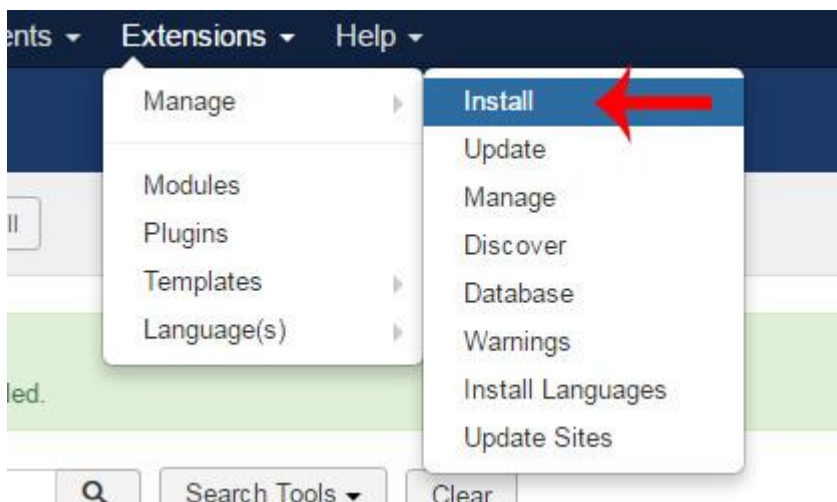 Extensions Help
Manage
Modules
Plugins
Templates
Language(s)
Install
Update
Manage
Discover
Database
Warnings
Install Languages
Update Sites
Search Tools
Clear